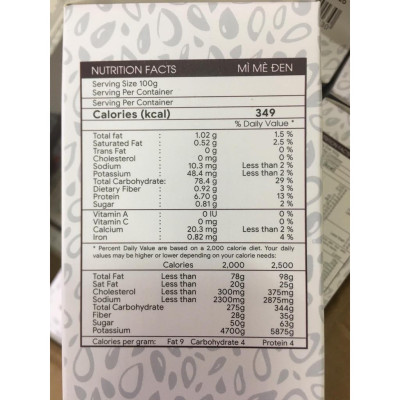 NUTRITION FACTS MÌ MÈ ĐEN
Serving Size 100g
Serving Per Container
Serving Per Container
Calories (kcal) 349
% Daily Value *
Total fat : 1.02 g 1.5 %
Saturated Fat : 0.52 g 2.5 %
Trans Fat : 0 g 0 %
Cholesterol : 0 mg 0 %
Sodium : 10.3 mg Less than 2 %
Potassium : 48.4 mg Less than 2 %
Total Carbohydrate: 78.4 g 29 %
Dietary Fiber : 0.92 g 3 %
Protein : 6.70 g 13 %
Sugar : 0.81 g 2 %
Vitamin A : 0 IU 0 %
Vitamin C : 0 mg 0 %
Calcium : 20.3 mg Less than 2 %
Iron : 0.82 mg 4 %
* Percent Daily Value are based on a 2,000 calorie diet. Your daily
values may be higher or lower depending on your calorie needs:
Calories 2,000 2,500
Total Fat Less than 78g 98g
Sat Fat Less than 20g 25g
Cholesterol Less than 300mg 375mg
Sodium Less than 2300mg 2875mg
Total Carbohydrate 275g 344g
Fiber 28g 35g
Sugar 50g 63g
Potassium 4700g 5875g
Calories per gram: Fat 9 Carbohydrate 4 Protein 4